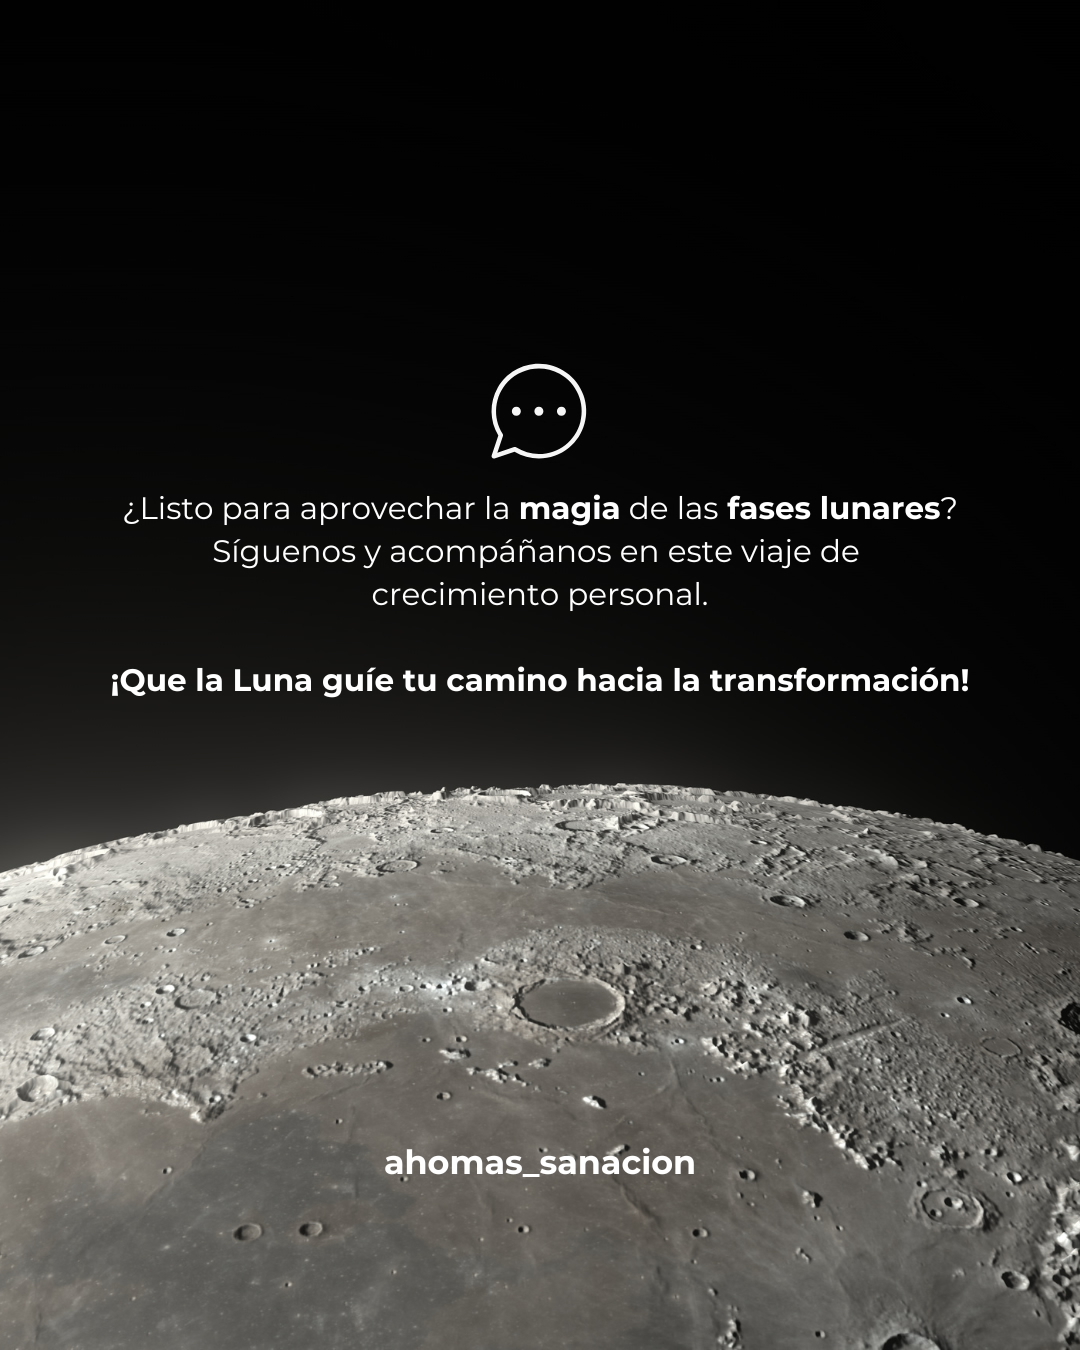 ¿Listo para aprovechar la magia de las fases lunares?
Síguenos y acompáñanos en este viaje de
crecimiento personal.
¡Que la Luna guíe tu camino hacia la transformación!
ahomas_sanacion